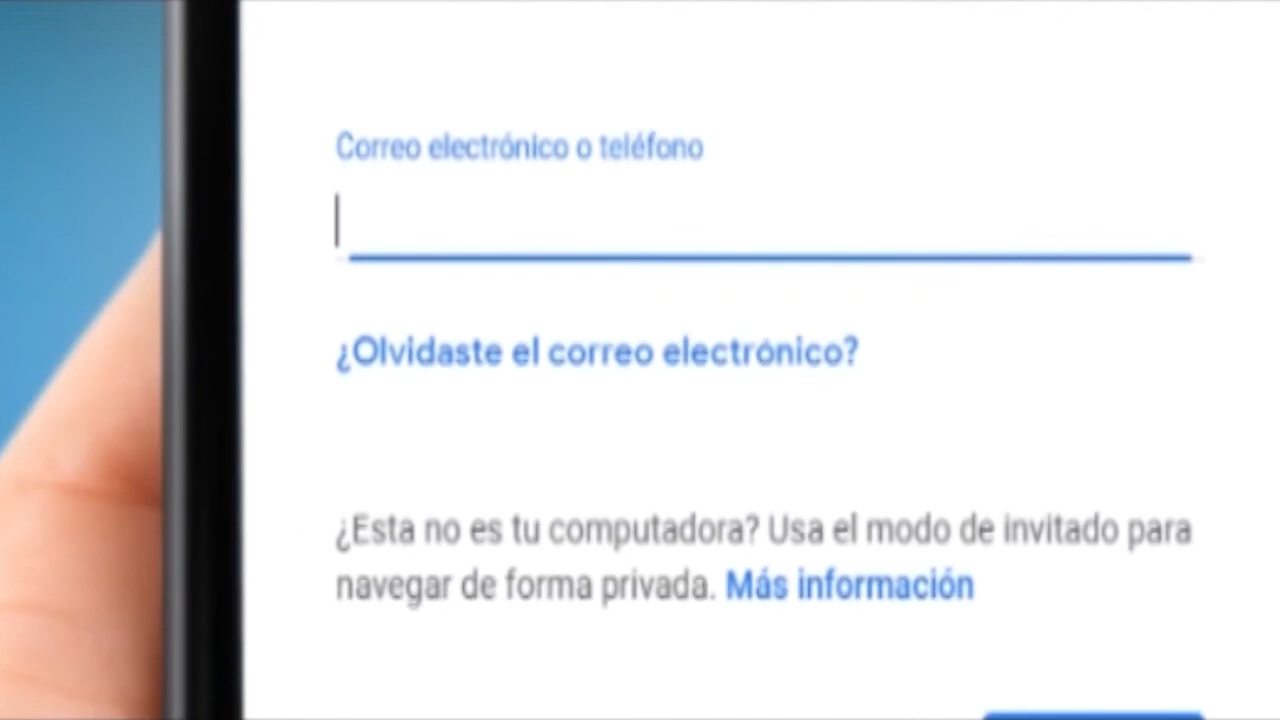 Correo electrónico o teléfono
¿Olvidaste el correo electrónico?
¿Esta no es tu computadora? Usa el modo de invitado para
navegar de forma privada. Más información